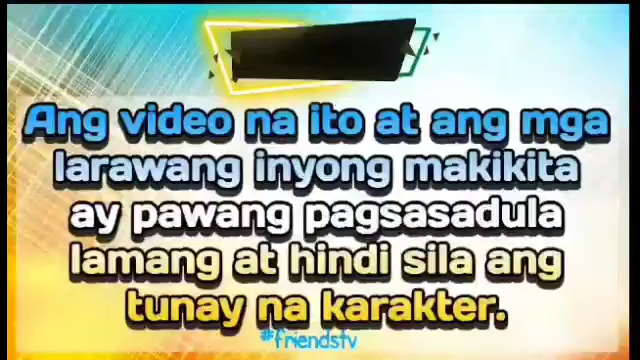 Ang video na ito at ang mga
larawang inyong makikita
ay pawang pagsasadula
lamang at hindi sila ang
tunay na karakter.
#friendstv